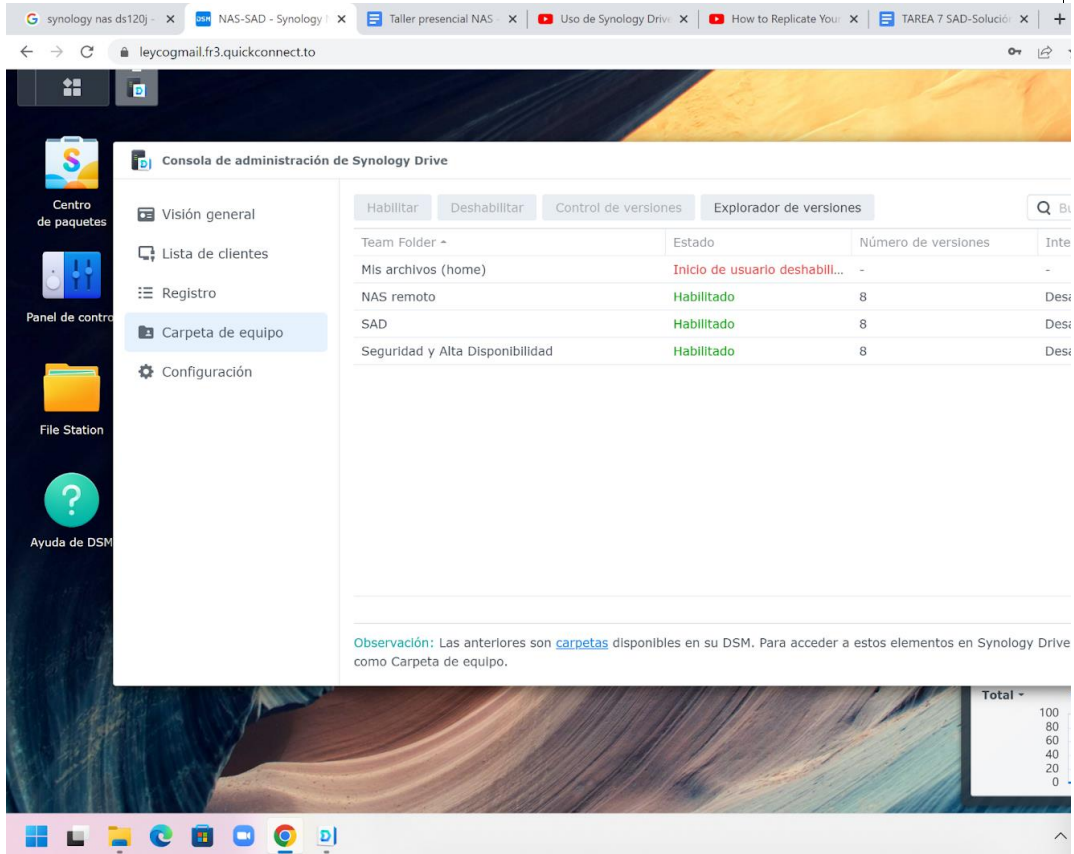 synology nas ds120j -
NAS-SAD - Synology
Taller presencial NAS -
Uso de Synology Drive
How to Replicate Your
TAREA 7 SAD-Solució
leycogmail.fr3.quickconnect.to
Centro
de paquetes
Panel de contro
File Station
Ayuda de DSM
Consola de administración de Synology Drive
Visión general
Lista de clientes
Registro
Carpeta de equipo
Configuración
Habilitar Deshabilitar Control de versiones Explorador de versiones Bu
Team Folder Estado Número de versiones Inte
Mis archivos (home) Inicio de usuario deshabili... - -
NAS remoto Habilitado 8 Desa
SAD Habilitado 8 Desa
Seguridad y Alta Disponibilidad Habilitado 8 Desa
Observación: Las anteriores son carpetas disponibles en su DSM. Para acceder a estos elementos en Synology Drive
como Carpeta de equipo.
Total
100
80
60
40
20
0